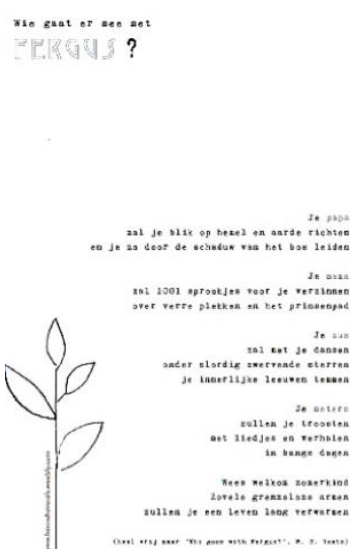 Wie gaat er mee met
FERGUS ?
Je papa
zal je blik op hemel en aarde richten
en je zo door de schaduw van het bos leiden
Je mama
zal 1001 sprookjes voor je verzinnen
over verre plekken en het prinsenpad
Je zus
zal met je dansen
onder slordig zwervende sterren
je innerlijke leeuwen temmen
Je meters
zullen je troosten
met liedjes en verhalen
in bange dagen
Wees welkom zomerkind
Zovele grenzeloze armen
zullen je een leven lang verwarmen
(heel vrij naar 'Who goes with Fergus?', W. B. Yeats)